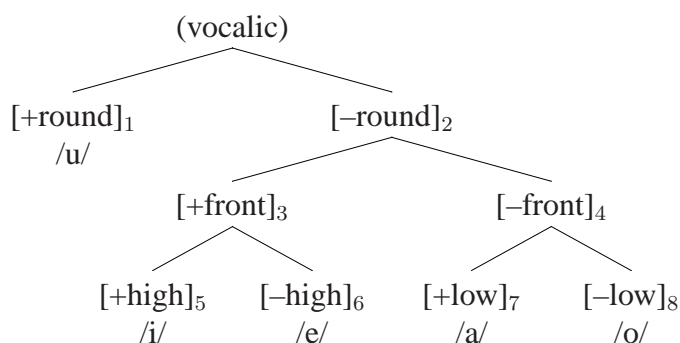 (vocalic)
[+round]₁ [–round]₂
/u/
[+front]₃ [–front]₄
[+high]₅ [–high]₆ [+low]₇ [–low]₈
/i/ /e/ /a/ /o/